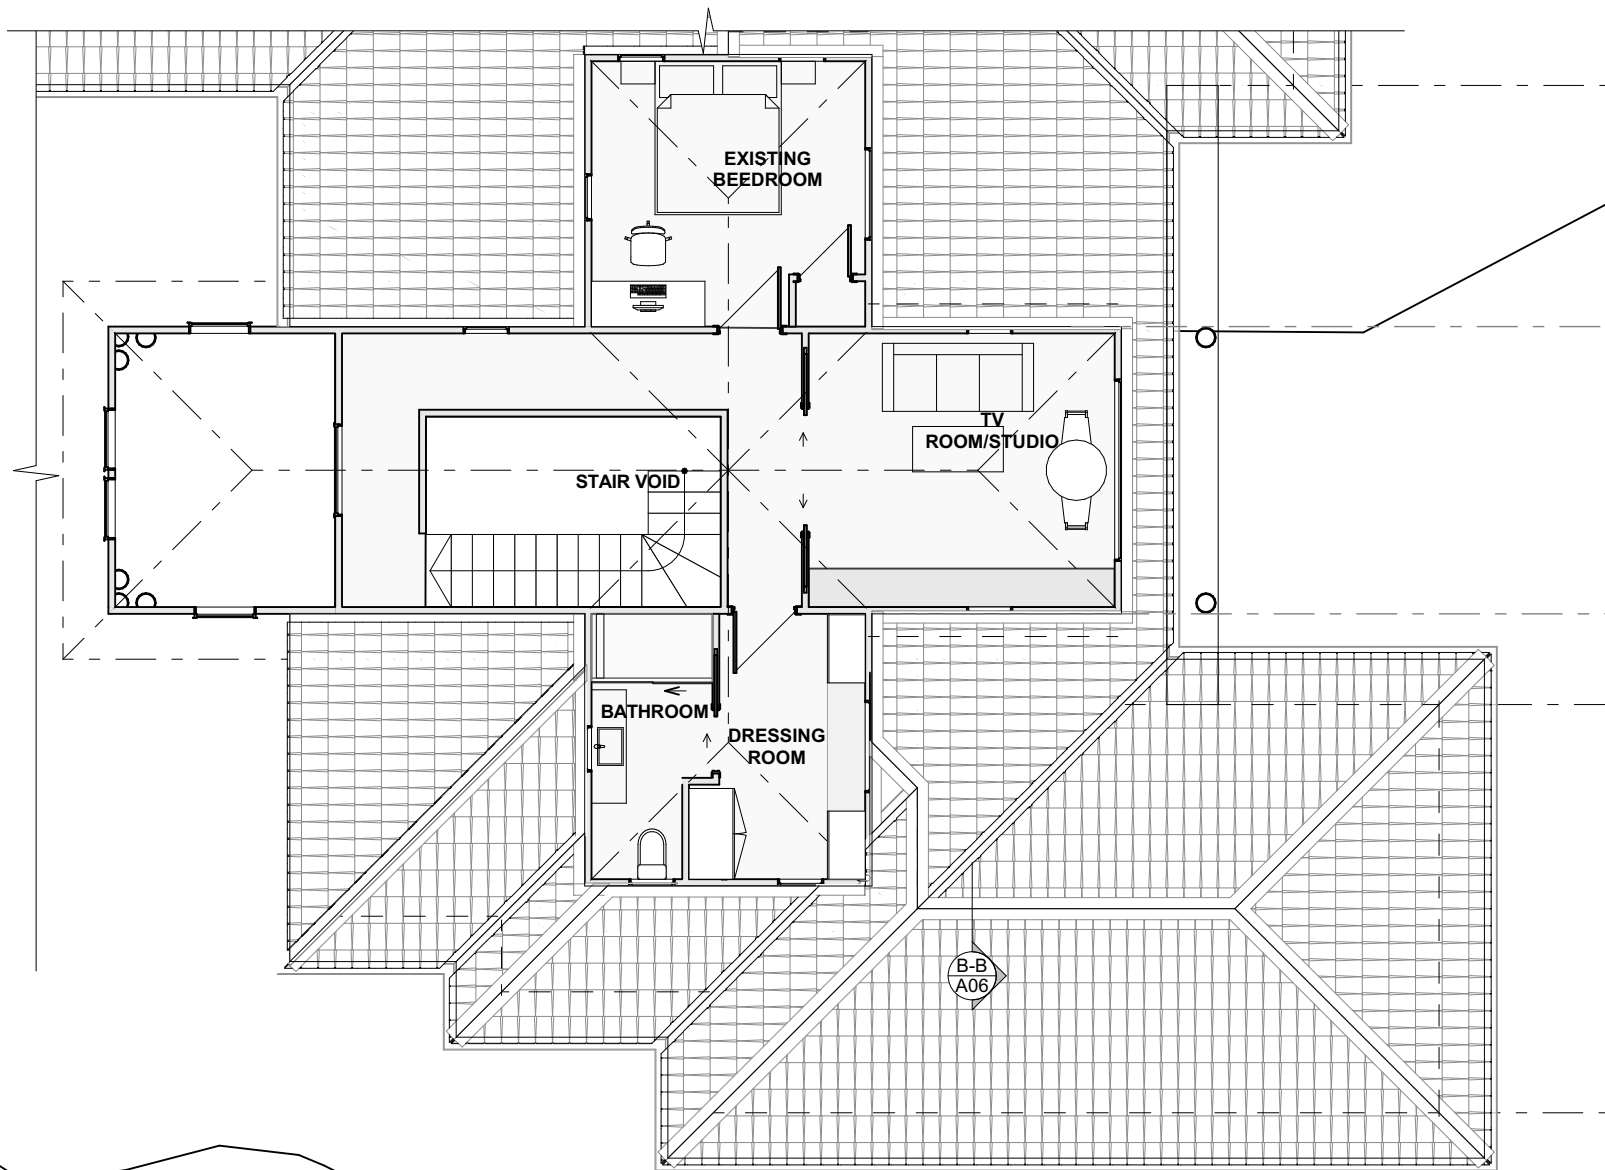 EXISTING
BEEDROOM
TV
ROOM/STUDIO
STAIR VOID
BATHROOM
DRESSING
ROOM
B-B
A06